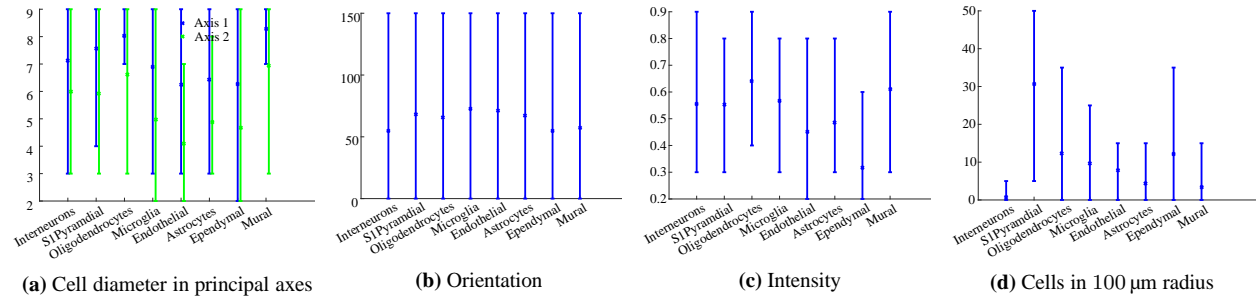 9
8
7
6
5
4
3
2
Axis 1
Axis 2
Interneurons
S1Pyramdial
Oligodendrocytes
Microglia
Endothelial
Astrocytes
Ependymal
Mural
(a) Cell diameter in principal axes
150
100
50
0
Interneurons
S1Pyramdial
Oligodendrocytes
Microglia
Endothelial
Astrocytes
Ependymal
Mural
(b) Orientation
0.9
0.8
0.7
0.6
0.5
0.4
0.3
0.2
Interneurons
S1Pyramdial
Oligodendrocytes
Microglia
Endothelial
Astrocytes
Ependymal
Mural
(c) Intensity
50
40
30
20
10
0
Interneurons
S1Pyramdial
Oligodendrocytes
Microglia
Endothelial
Astrocytes
Ependymal
Mural
(d) Cells in 100 µm radius